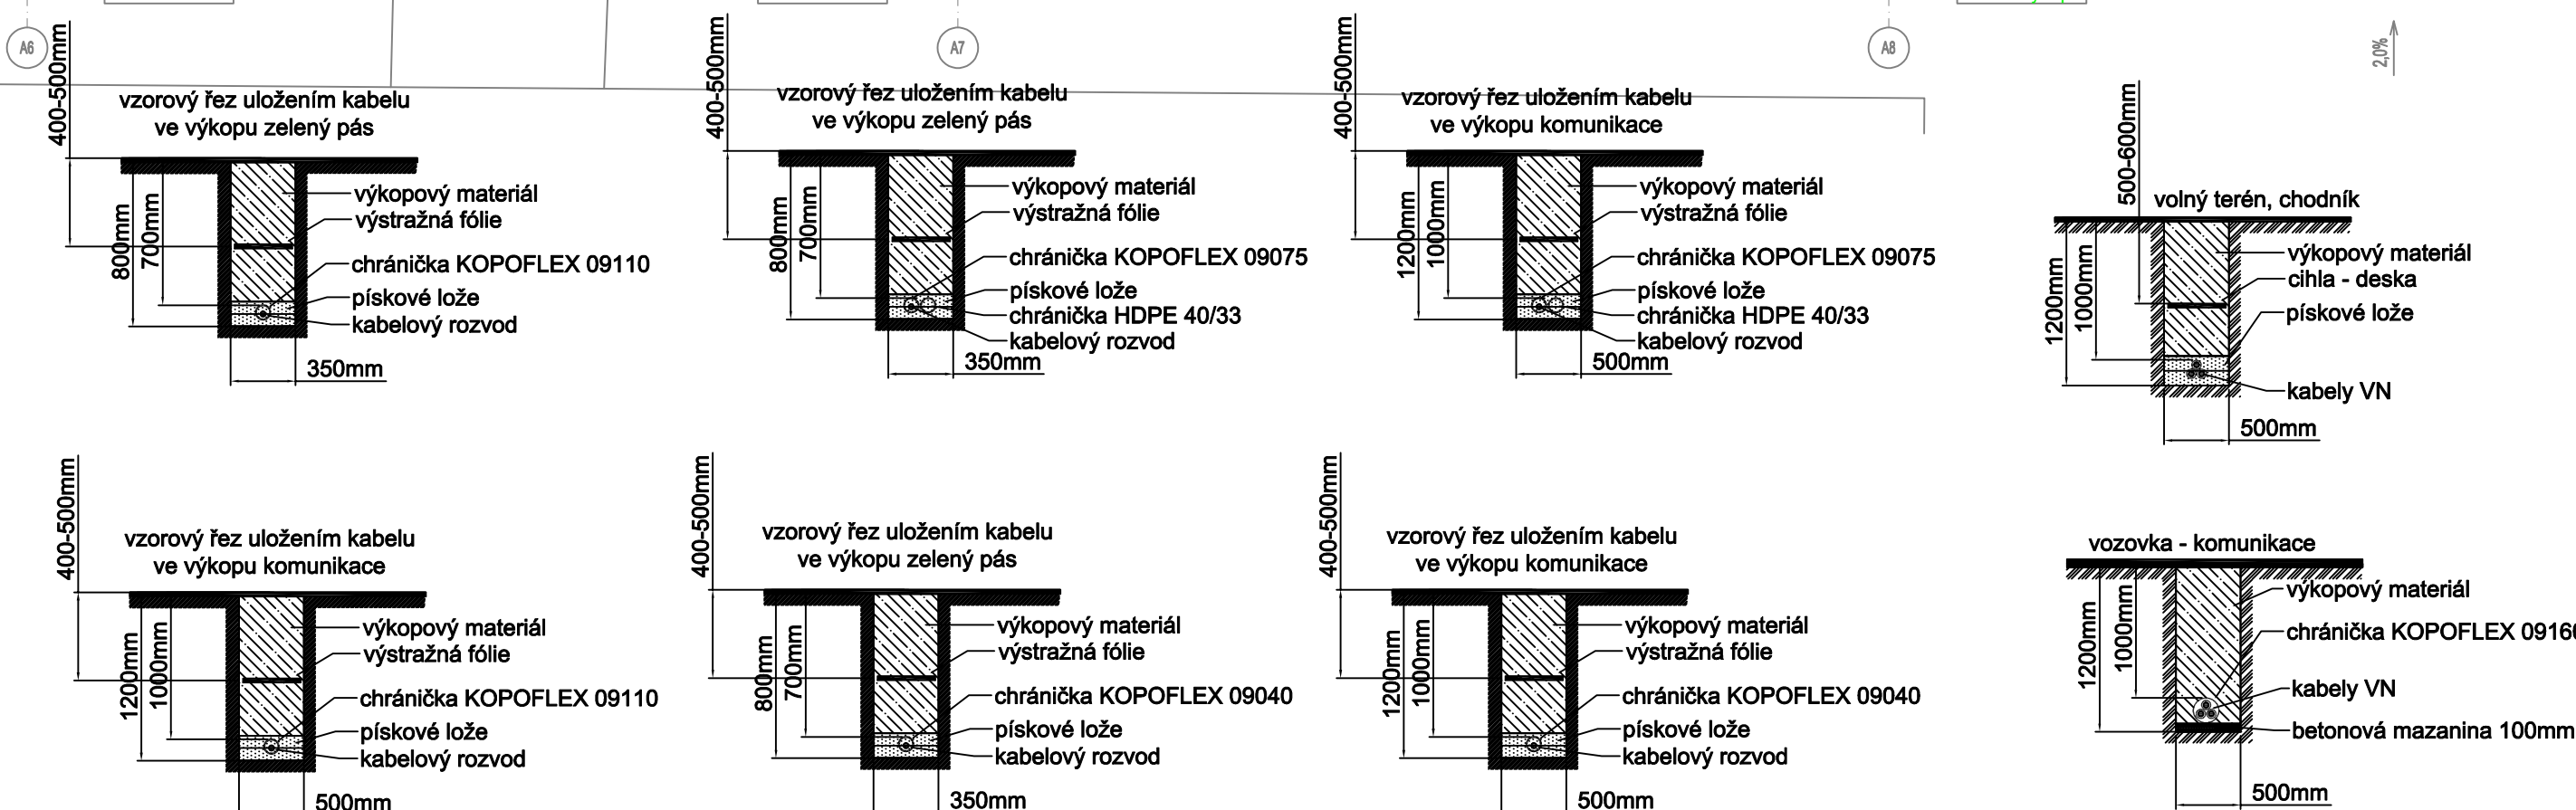 A6
A7
A8
2,0%
400-500mm
vzorový řez uložením kabelu
ve výkopu zelený pás
800mm
700mm
výkopový materiál
výstražná fólie
chránička KOPOFLEX 09110
pískové lože
kabelový rozvod
350mm
400-500mm
vzorový řez uložením kabelu
ve výkopu zelený pás
800mm
700mm
výkopový materiál
výstražná fólie
chránička KOPOFLEX 09075
pískové lože
chránička HDPE 40/33
kabelový rozvod
350mm
400-500mm
vzorový řez uložením kabelu
ve výkopu komunikace
1200mm
1000mm
výkopový materiál
výstražná fólie
chránička KOPOFLEX 09075
pískové lože
chránička HDPE 40/33
kabelový rozvod
500mm
500-600mm
volný terén, chodník
1200mm
1000mm
výkopový materiál
cihla - deska
pískové lože
kabely VN
500mm
400-500mm
vzorový řez uložením kabelu
ve výkopu komunikace
1200mm
1000mm
výkopový materiál
výstražná fólie
chránička KOPOFLEX 09110
pískové lože
kabelový rozvod
500mm
400-500mm
vzorový řez uložením kabelu
ve výkopu zelený pás
800mm
700mm
výkopový materiál
výstražná fólie
chránička KOPOFLEX 09040
pískové lože
kabelový rozvod
350mm
400-500mm
vzorový řez uložením kabelu
ve výkopu komunikace
1200mm
1000mm
výkopový materiál
výstražná fólie
chránička KOPOFLEX 09040
pískové lože
kabelový rozvod
500mm
vozovka - komunikace
1200mm
1000mm
výkopový materiál
chránička KOPOFLEX 09160
kabely VN
betonová mazanina 100mm
500mm